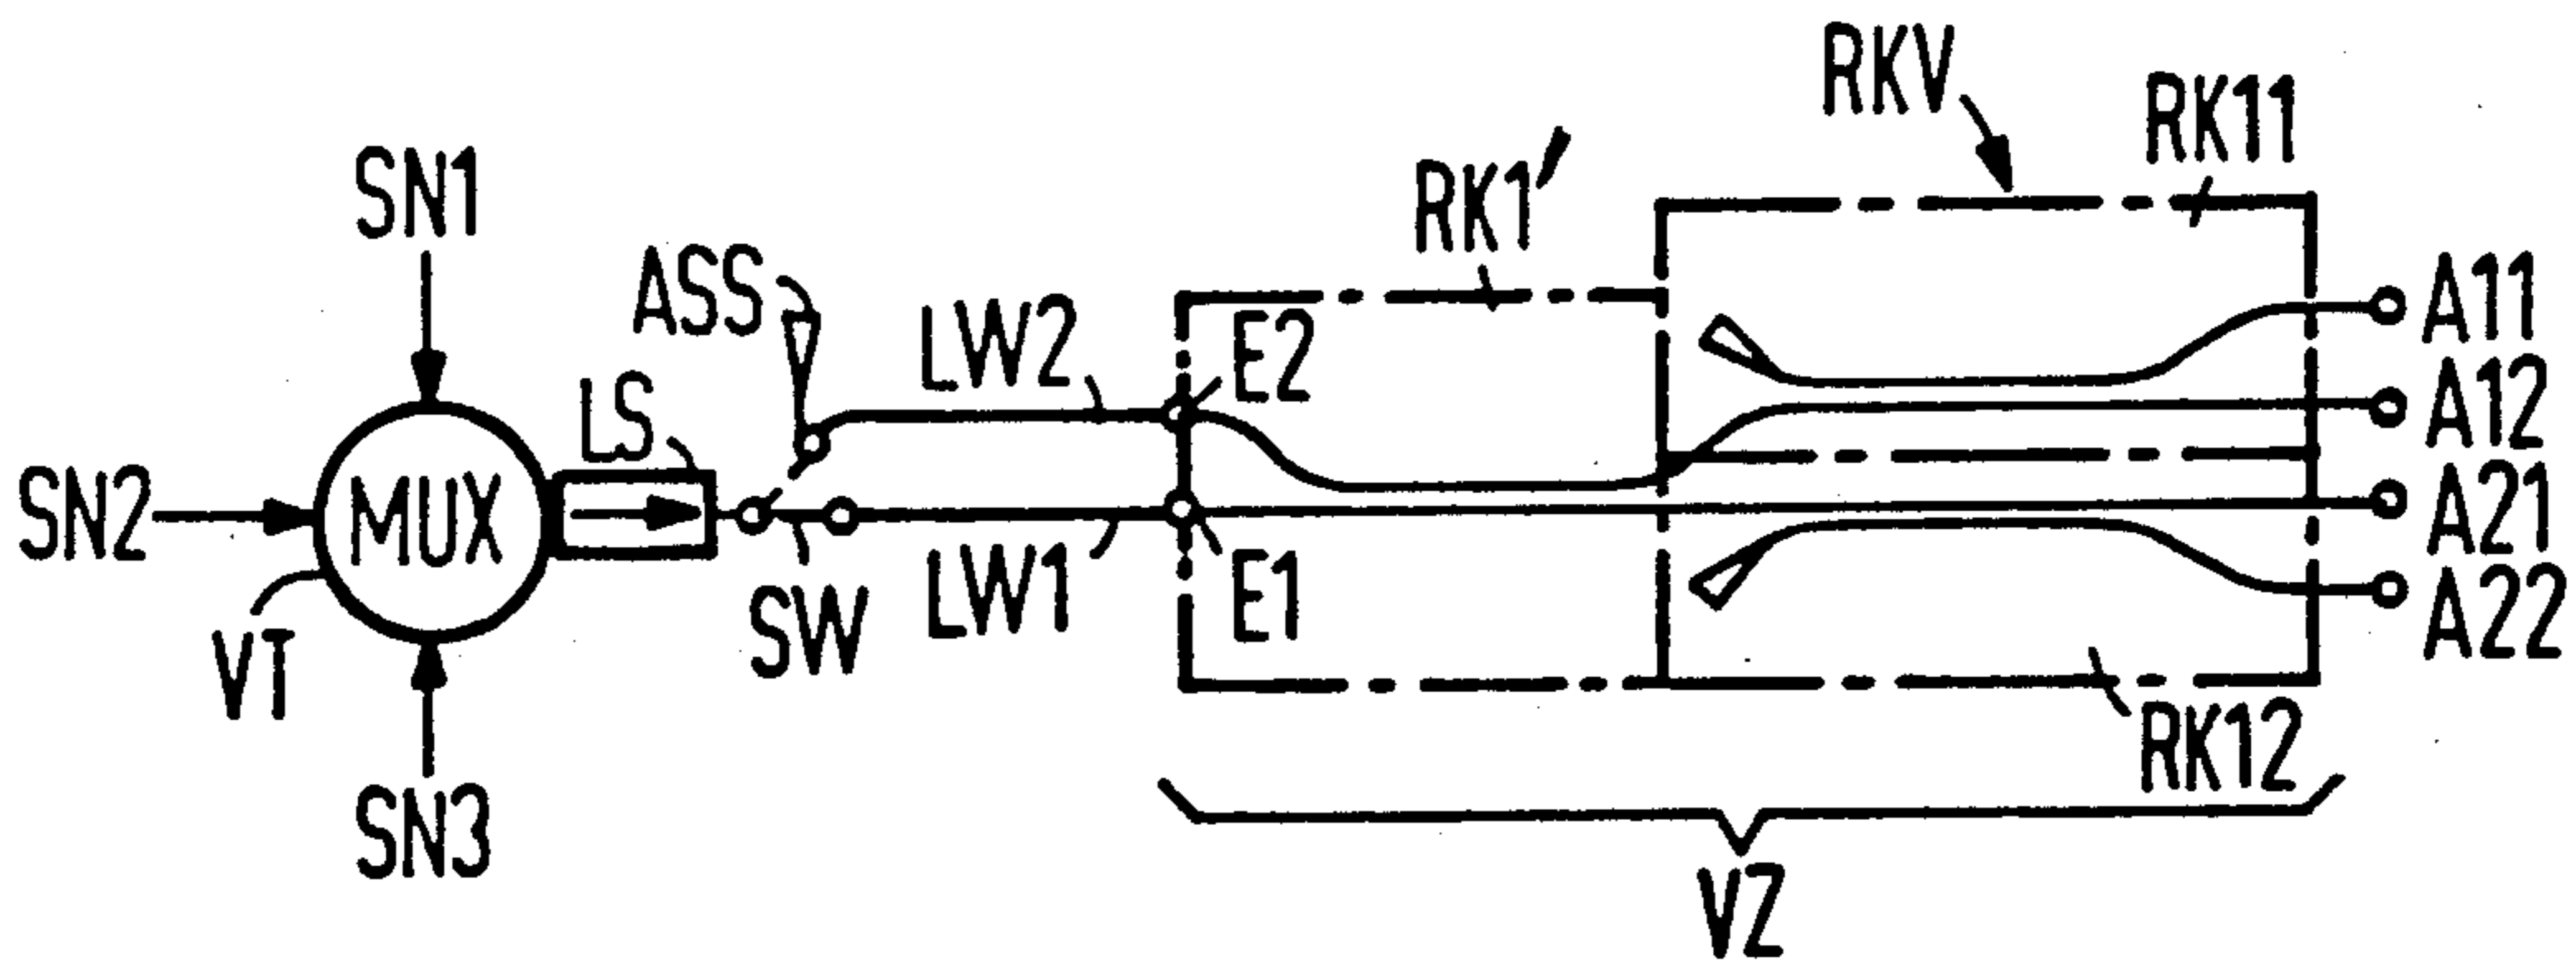 RKV
RK11
RK1'
SN1
ASS
LW2
E2
A11
A12
LS
SN2
MUX
A21
VT
SW
LW1
E1
A22
RK12
SN3
VZ